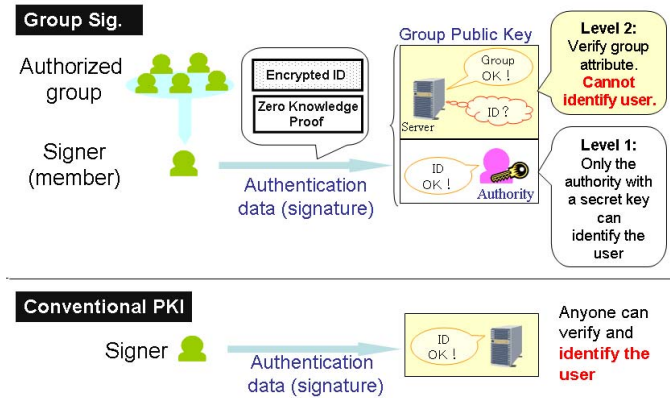 Group Sig.
Authorized
group
Signer
(member)
Encrypted ID
Zero Knowledge
Proof
Authentication
data (signature)
Group Public Key
Group
OK !
ID ?
Server
ID
OK !
Authority
Level 2:
Verify group
attribute.
Cannot
identify user.
Level 1:
Only the
authority with
a secret key
can
identify the
user
Conventional PKI
Signer
Authentication
data (signature)
ID
OK !
Anyone can
verify and
identify the
user